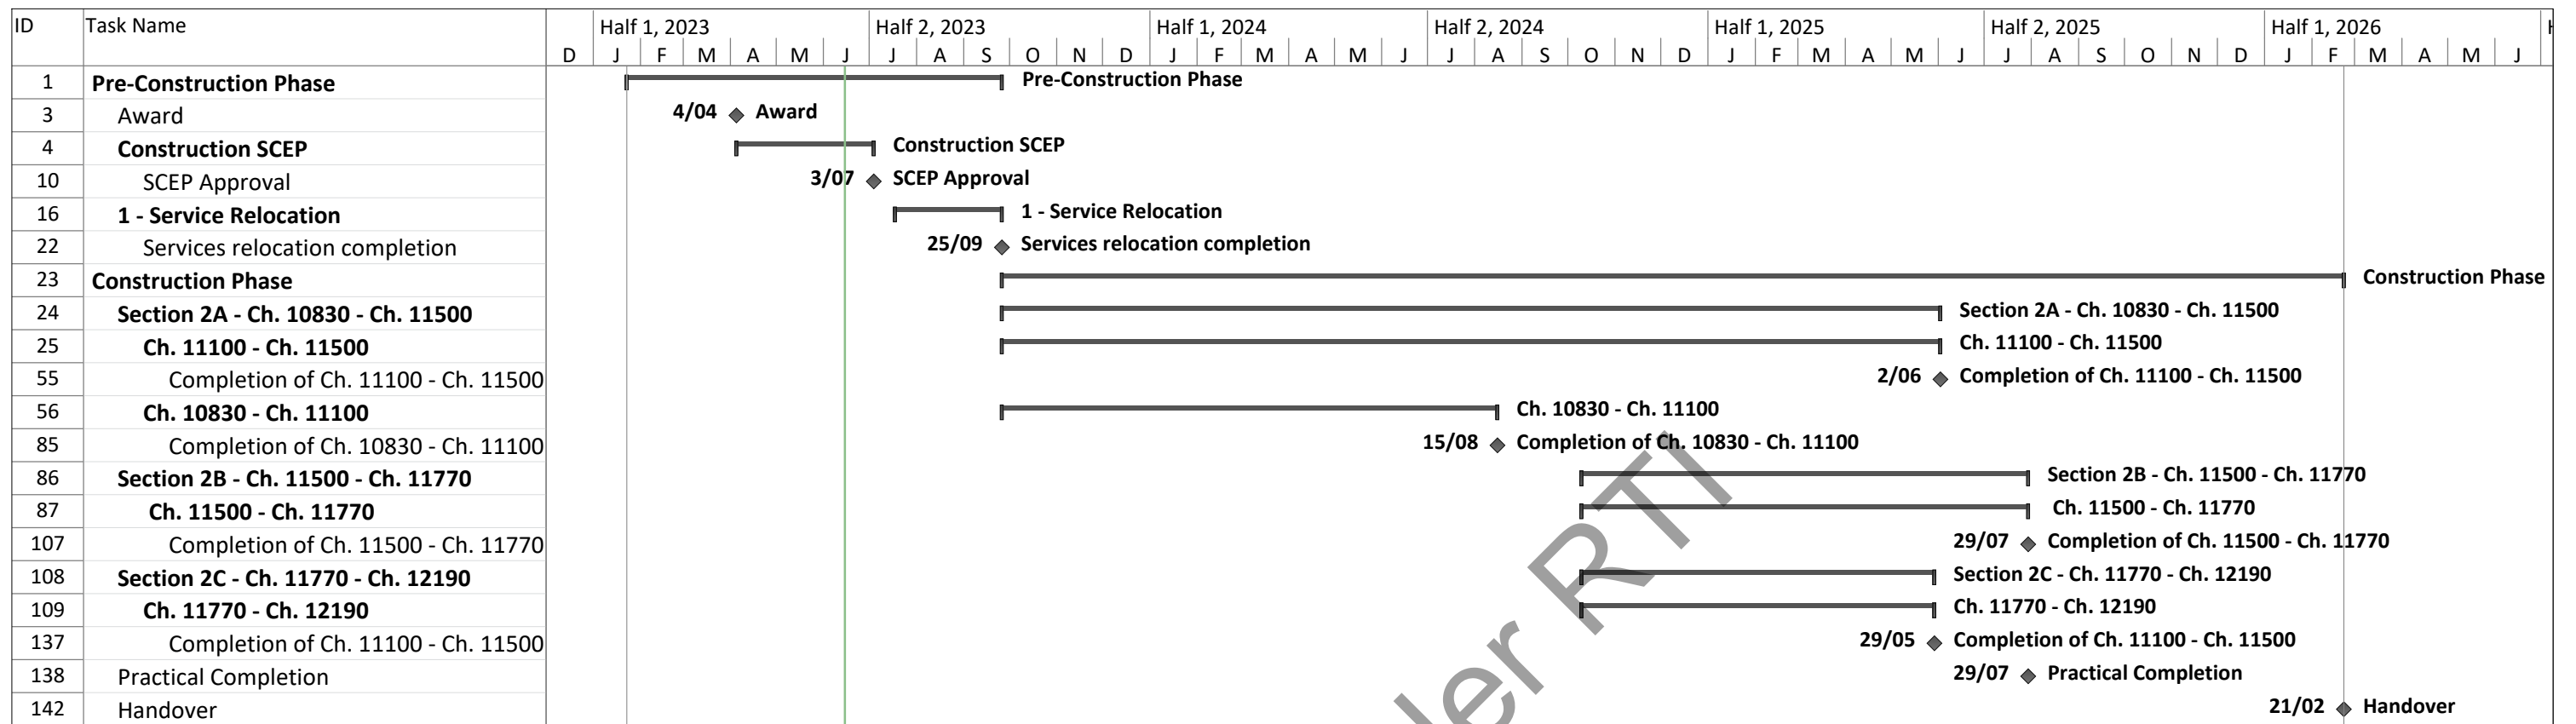 ID Task Name Half 1, 2023 Half 2, 2023 Half 1, 2024 Half 2, 2024 Half 1, 2025 Half 2, 2025 Half 1, 2026
D J F M A M J J A S O N D J F M A M J J A S O N D J F M A M J J A S O N D J F M A M J
1 Pre-Construction Phase Pre-Construction Phase
3 Award 4/04 Award
4 Construction SCEP Construction SCEP
10 SCEP Approval 3/07 SCEP Approval
16 1 - Service Relocation 1 - Service Relocation
22 Services relocation completion 25/09 Services relocation completion
23 Construction Phase Construction Phase
24 Section 2A - Ch. 10830 - Ch. 11500 Section 2A - Ch. 10830 - Ch. 11500
25 Ch. 11100 - Ch. 11500 Ch. 11100 - Ch. 11500
55 Completion of Ch. 11100 - Ch. 11500 2/06 Completion of Ch. 11100 - Ch. 11500
56 Ch. 10830 - Ch. 11100 Ch. 10830 - Ch. 11100
85 Completion of Ch. 10830 - Ch. 11100 15/08 Completion of Ch. 10830 - Ch. 11100
86 Section 2B - Ch. 11500 - Ch. 11770 Section 2B - Ch. 11500 - Ch. 11770
87 Ch. 11500 - Ch. 11770 Ch. 11500 - Ch. 11770
107 Completion of Ch. 11500 - Ch. 11770 29/07 Completion of Ch. 11500 - Ch. 11770
108 Section 2C - Ch. 11770 - Ch. 12190 Section 2C - Ch. 11770 - Ch. 12190
109 Ch. 11770 - Ch. 12190 Ch. 11770 - Ch. 12190
137 Completion of Ch. 11100 - Ch. 11500 29/05 Completion of Ch. 11100 - Ch. 11500
138 Practical Completion 29/07 Practical Completion
142 Handover 21/02 Handover
RTI